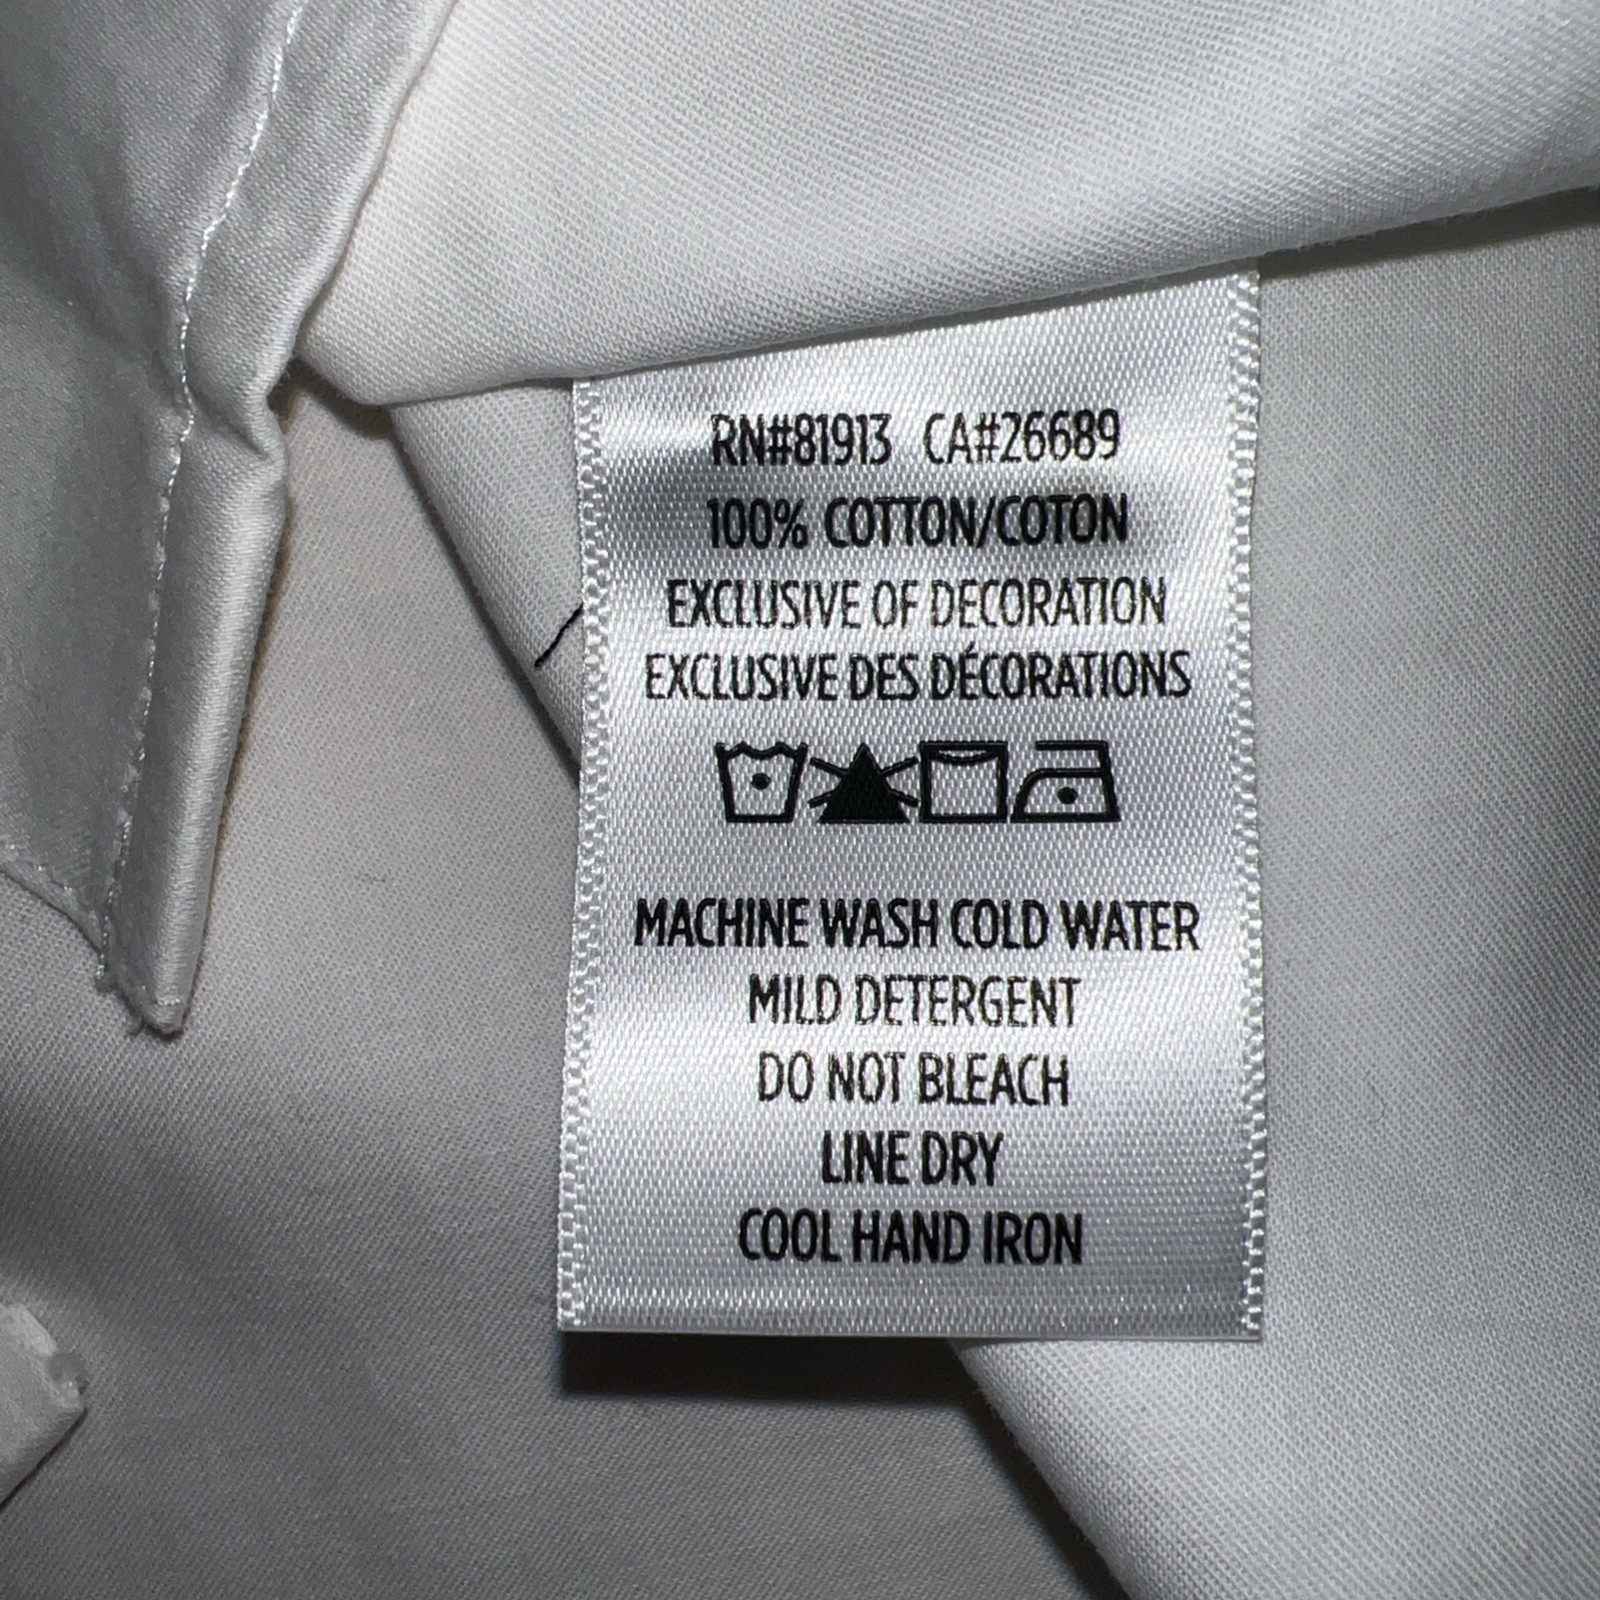 RN#81913 CA#26689
100% COTTON/COTON
EXCLUSIVE OF DECORATION
EXCLUSIVE DES DÉCORATIONS
MACHINE WASH COLD WATER
MILD DETERGENT
DO NOT BLEACH
LINE DRY
COOL HAND IRON